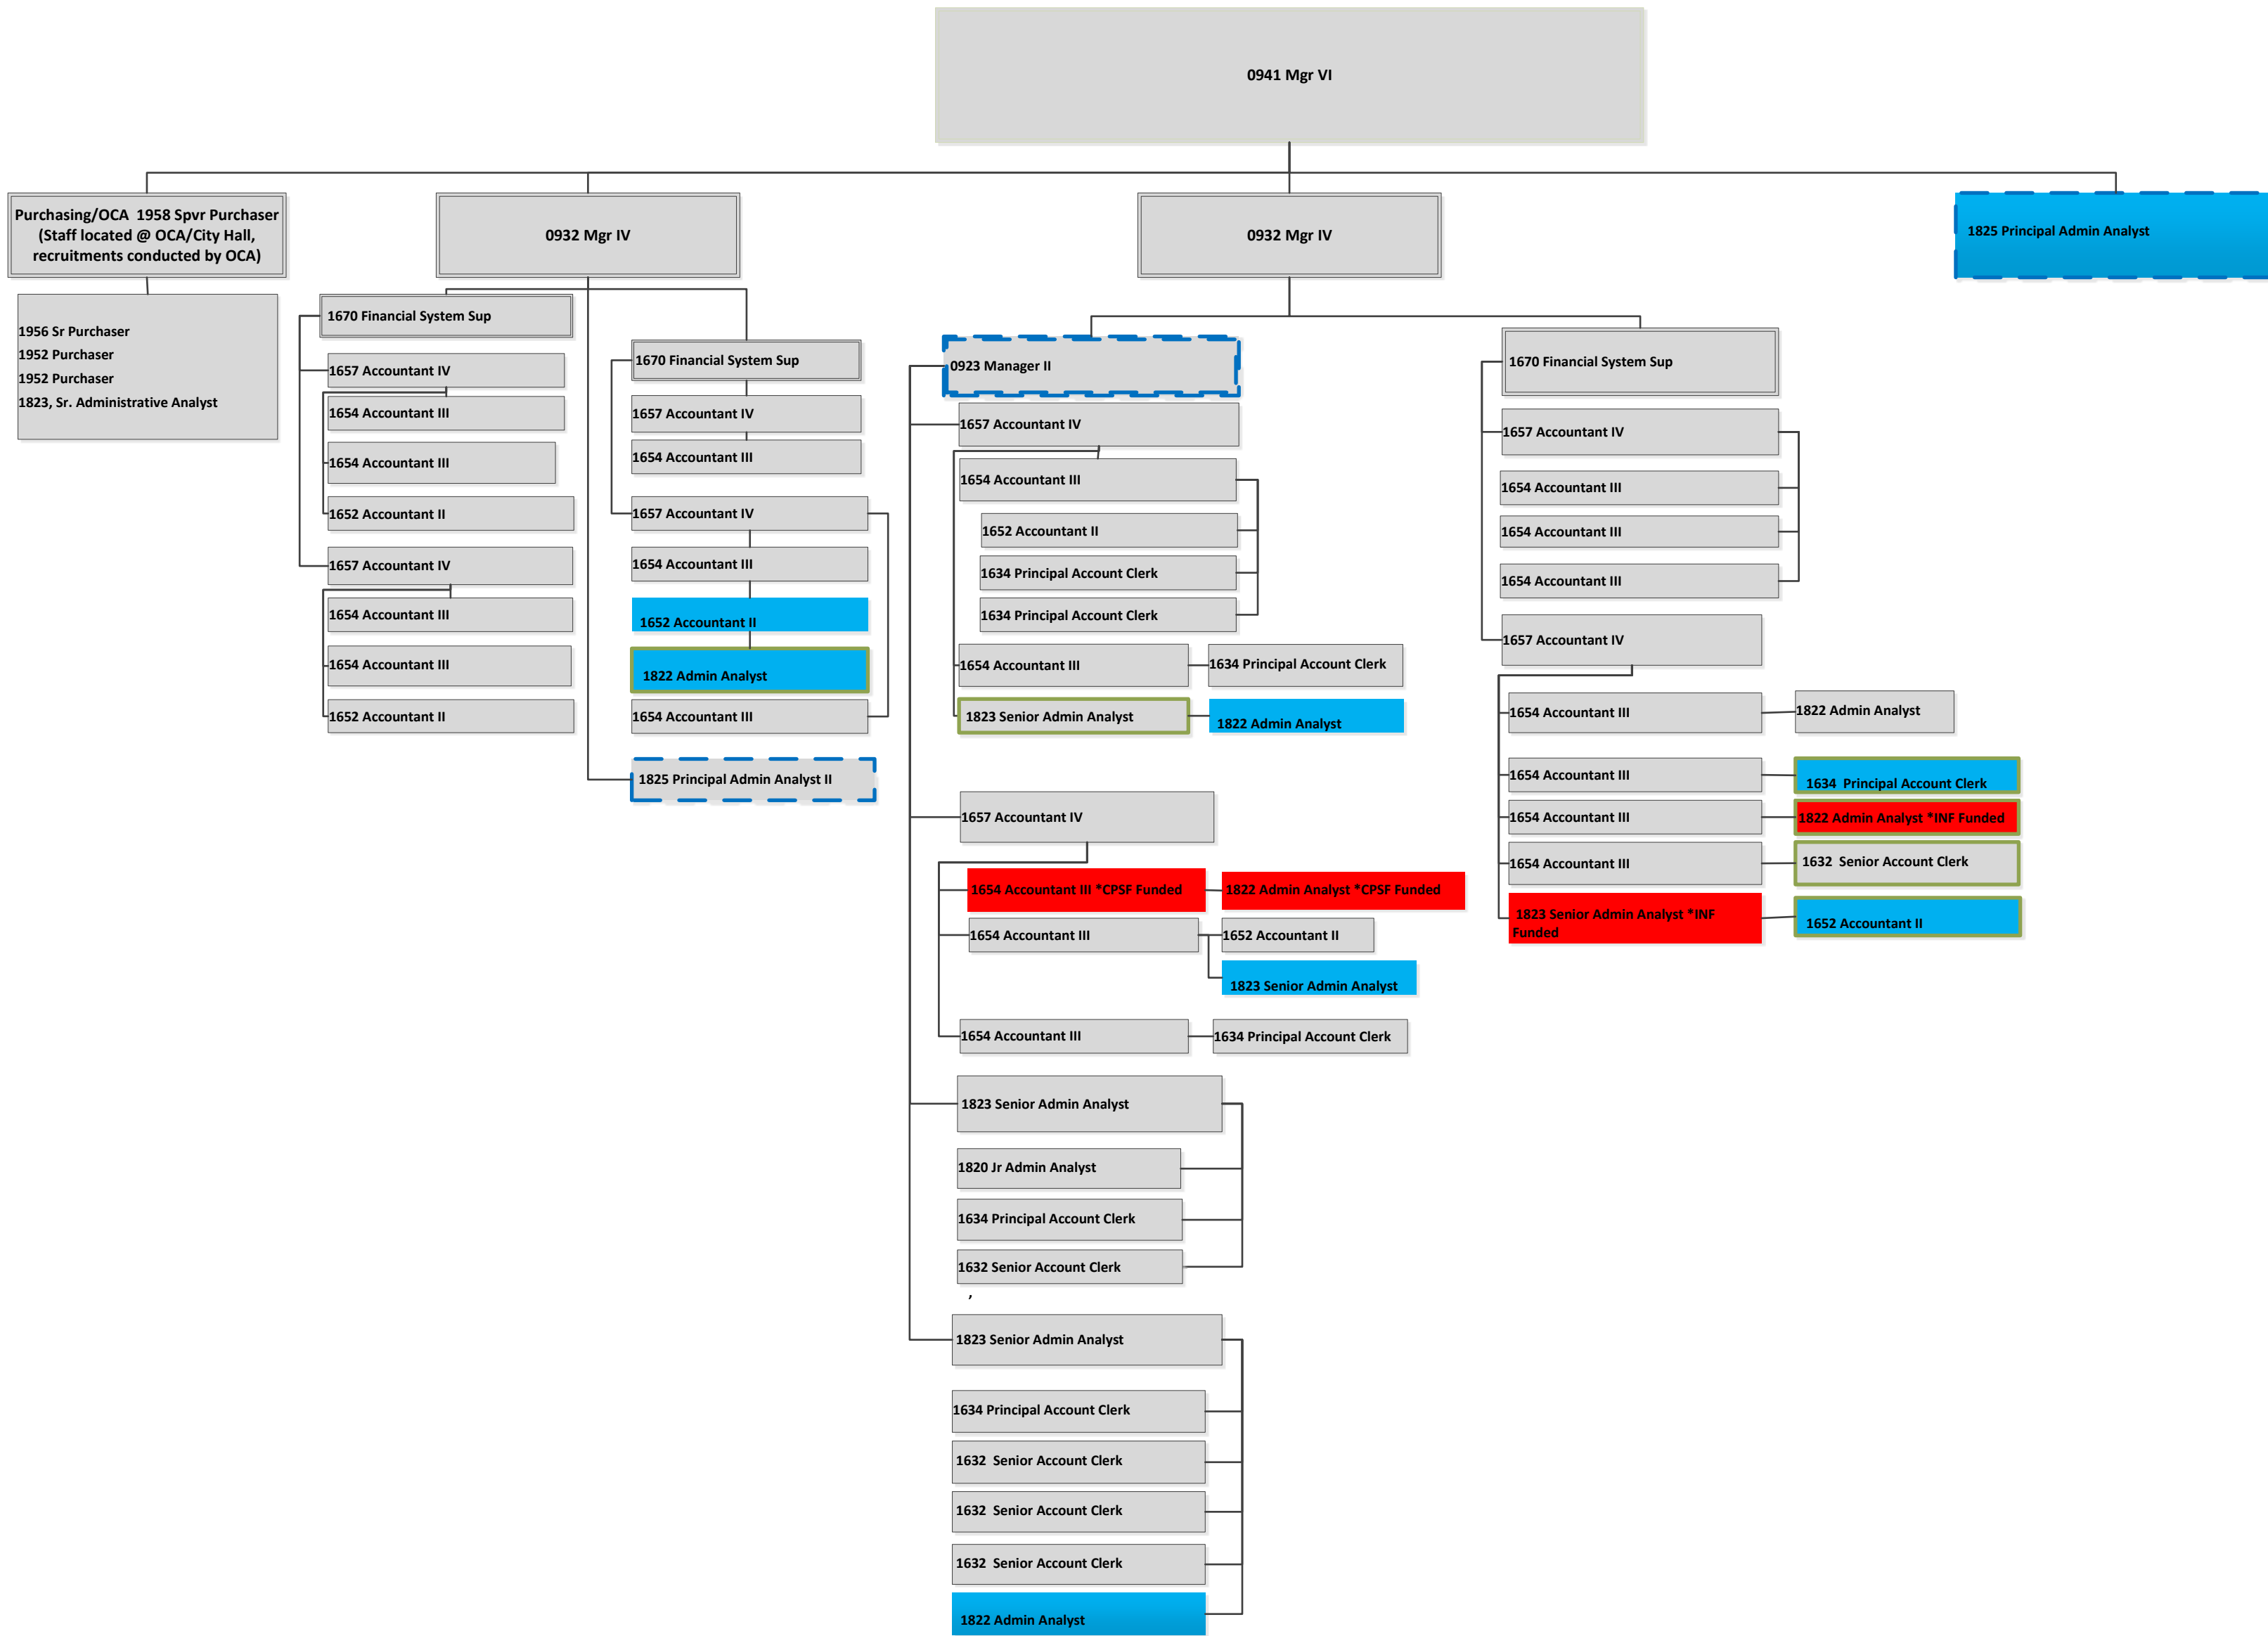 0941 Mgr VI
Purchasing/OCA 1958 Spvr Purchaser
(Staff located @ OCA/City Hall,
recruitments conducted by OCA)
0932 Mgr IV
0932 Mgr IV
1825 Principal Admin Analyst
1956 Sr Purchaser
1952 Purchaser
1952 Purchaser
1823, Sr. Administrative Analyst
1670 Financial System Sup
1657 Accountant IV
1654 Accountant III
1654 Accountant III
1652 Accountant II
1657 Accountant IV
1654 Accountant III
1654 Accountant III
1652 Accountant II
1670 Financial System Sup
1657 Accountant IV
1654 Accountant III
1657 Accountant IV
1654 Accountant III
1652 Accountant II
1822 Admin Analyst
1654 Accountant III
1825 Principal Admin Analyst II
0923 Manager II
1657 Accountant IV
1654 Accountant III
1652 Accountant II
1634 Principal Account Clerk
1634 Principal Account Clerk
1654 Accountant III
1634 Principal Account Clerk
1823 Senior Admin Analyst
1822 Admin Analyst
1657 Accountant IV
1654 Accountant III *CPSF Funded
1822 Admin Analyst *CPSF Funded
1654 Accountant III
1652 Accountant II
1823 Senior Admin Analyst
1654 Accountant III
1634 Principal Account Clerk
1823 Senior Admin Analyst
1820 Jr Admin Analyst
1634 Principal Account Clerk
1632 Senior Account Clerk
,
1823 Senior Admin Analyst
1634 Principal Account Clerk
1632 Senior Account Clerk
1632 Senior Account Clerk
1632 Senior Account Clerk
1822 Admin Analyst
1670 Financial System Sup
1657 Accountant IV
1654 Accountant III
1654 Accountant III
1654 Accountant III
1657 Accountant IV
1654 Accountant III
1822 Admin Analyst
1654 Accountant III
1634 Principal Account Clerk
1654 Accountant III
1822 Admin Analyst *INF Funded
1654 Accountant III
1632 Senior Account Clerk
1823 Senior Admin Analyst *INF
Funded
1652 Accountant II